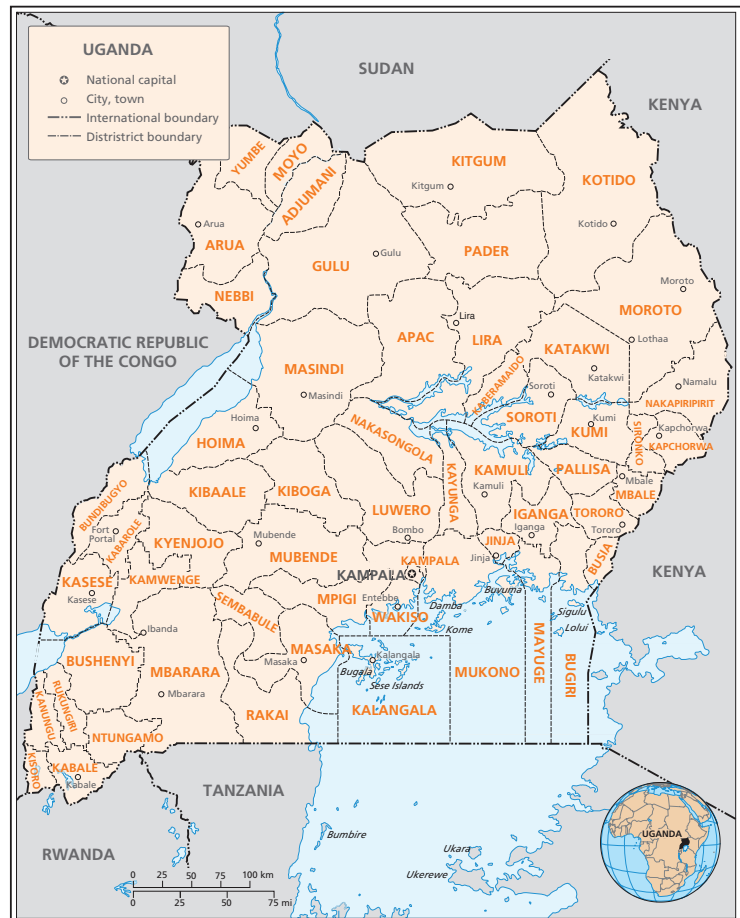 UGANDA
National capital
City, town
International boundary
Distristrict boundary
SUDAN
KENYA
YUMBE
MOYO
ADJUMANI
KITGUM
Kitgum
KOTIDO
Kotido
Arua
ARUA
GULU
Gulu
PADER
NEBBI
Moroto
MOROTO
DEMOCRATIC REPUBLIC
OF THE CONGO
APAC
Lira
LIRA
KATAKWI
Lothaa
MASINDI
Masindi
KABERAMAIDO
Katakwi
Soroti
Namalu
NAKAPIRIPIRIT
Hoima
HOIMA
NAKASONGOLA
SOROTI
Kumi
KUMI
SIRONKO
Kapchorwa
KAPCHORWA
BUNDIBUGYO
KIBAALE
KIBOGA
KAYUNGA
KAMULI
Kamuli
PALLISA
Mbale
MBALE
LUWERO
IGANGA
Iganga
TORORO
Tororo
Fort
Portal
KABAROLE
KYENJOJO
Mubende
MUBENDE
Bombo
KAMPALA
JINJA
Jinja
BUSIA
KASESE
Kasese
KAMWENGE
KAMPALA
KENYA
SEMBABULE
MPIGI
Entebbe
WAKISO
Damba
Kome
Buvuma
Sigulu
Lolui
Ibanda
BUSHENYI
MBARARA
Mbarara
MASAKA
Masaka
Kalangala
Bugala
Sese Islands
KALANGALA
MUKONO
MAYUGE
BUGIRI
RUKUNGIRI
KANUNGU
RAKAI
NTUNGAMO
KISORO
KABALE
Kabale
TANZANIA
RWANDA
Bumbire
Ukara
Ukerewe
UGANDA
0 25 50 75 100 km
0 25 50 75 mi